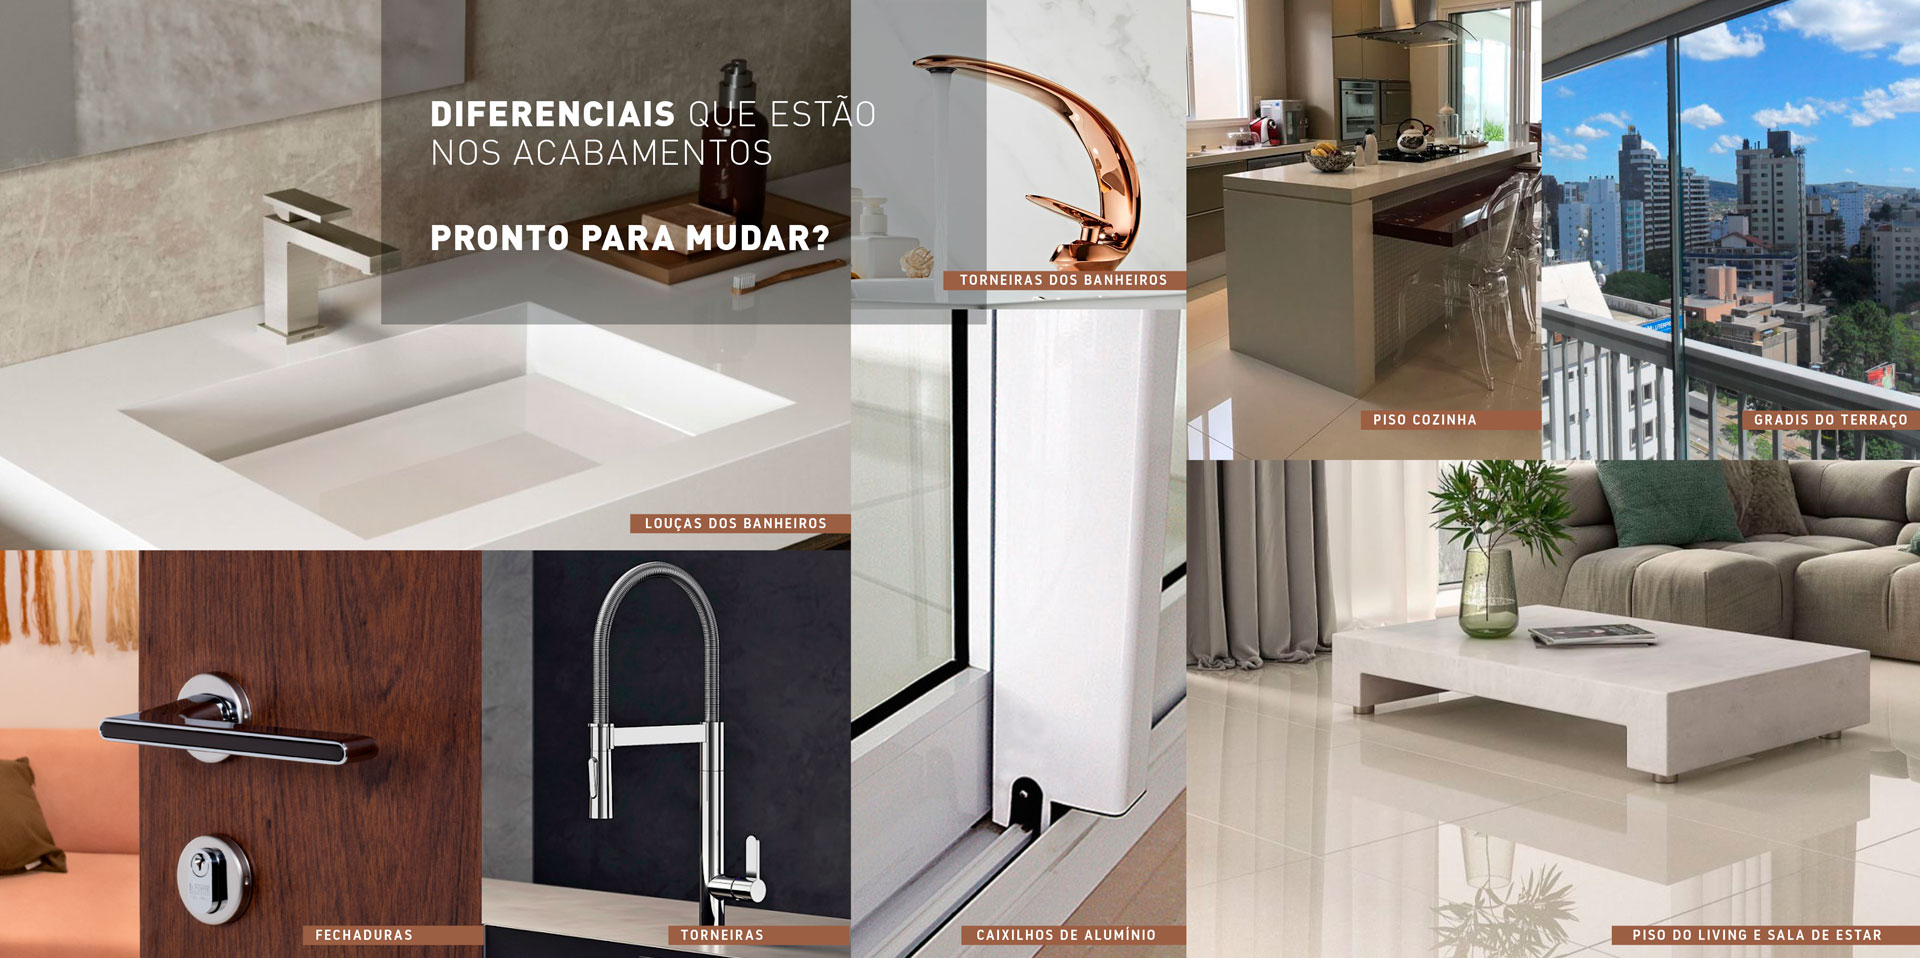 DIFERENCIAIS QUE ESTÃO
NOS ACABAMENTOS
PRONTO PARA MUDAR?
TORNEIRAS DOS BANHEIROS
PISO COZINHA
GRADIS DO TERRAÇO
LOUÇAS DOS BANHEIROS
FECHADURAS
TORNEIRAS
CAIXILHOS DE ALUMÍNIO
PISO DO LIVING E SALA DE ESTAR